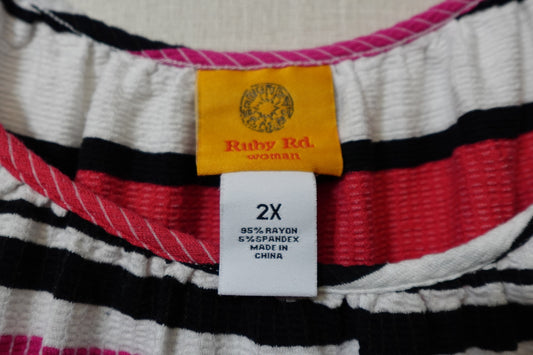 Ruby Rd.
woman
2X
95% RAYON
5% SPANDEX
MADE IN
CHINA